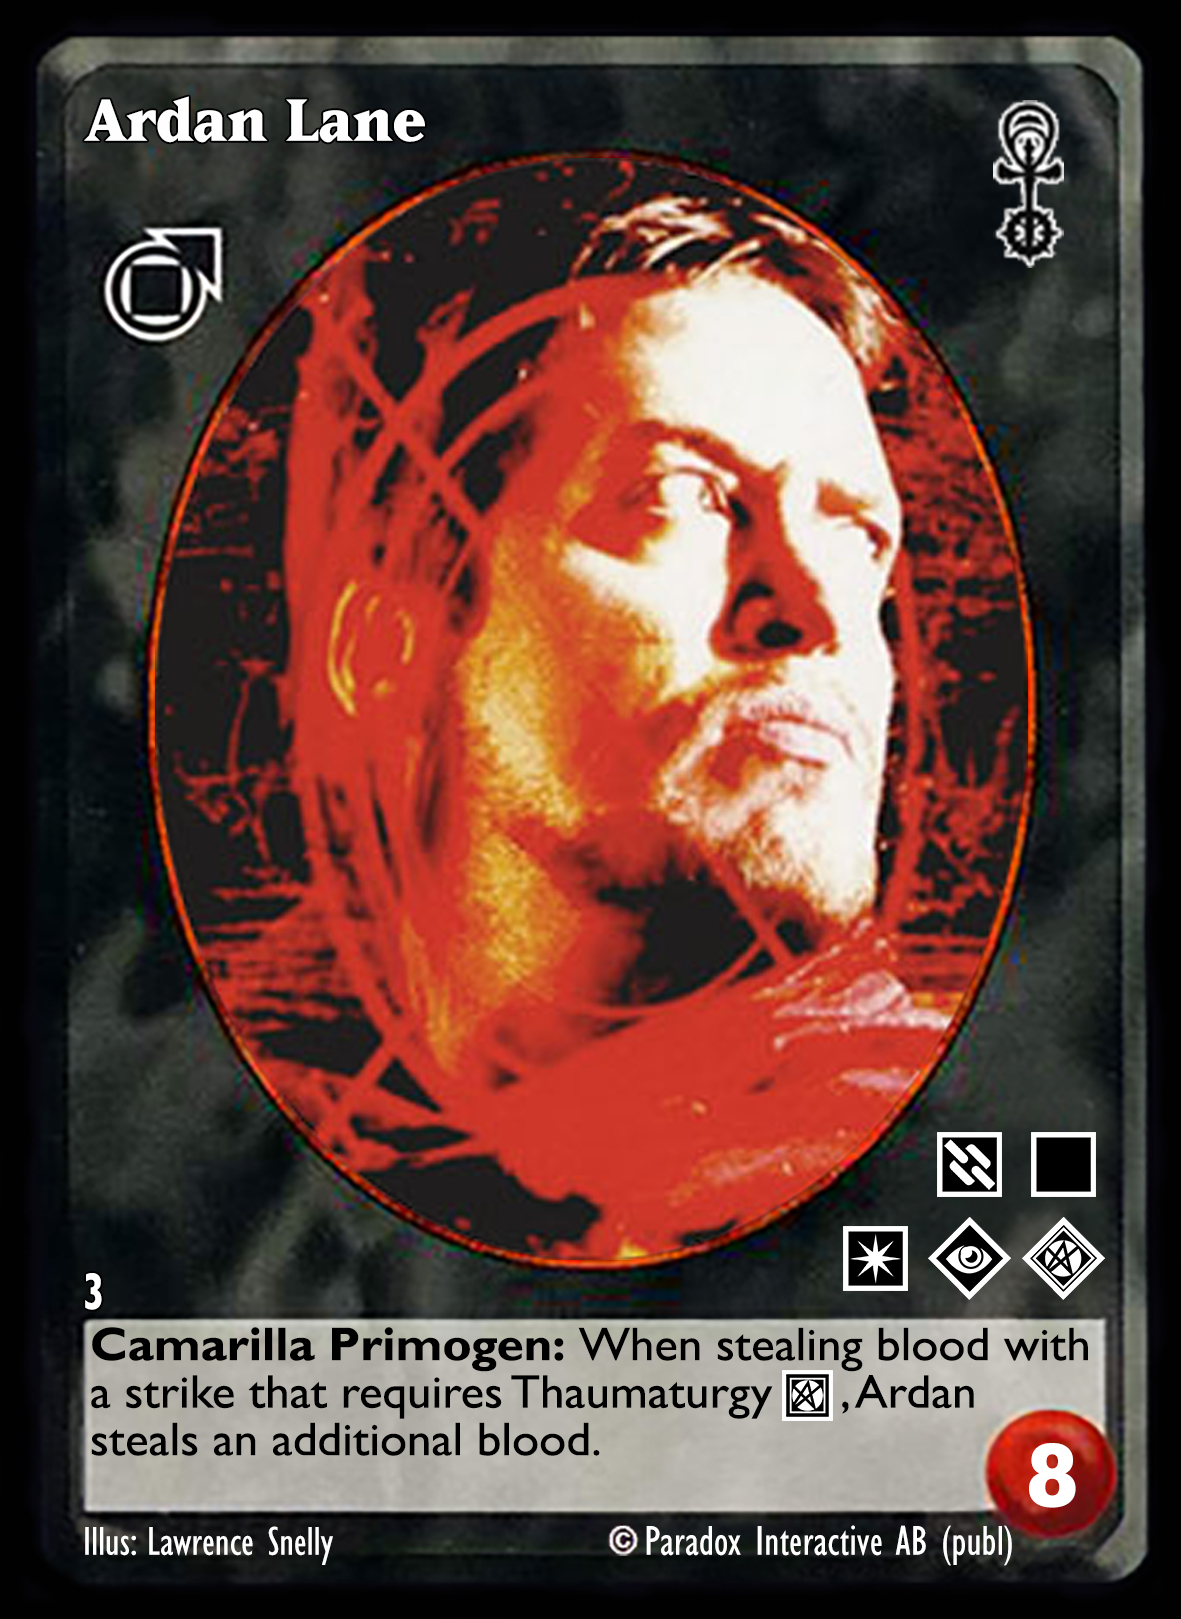 Ardan Lane
3
Camarilla Primogen: When stealing blood with
a strike that requires Thaumaturgy , Ardan
steals an additional blood.
8
Illus: Lawrence Snelly
© Paradox Interactive AB (publ)